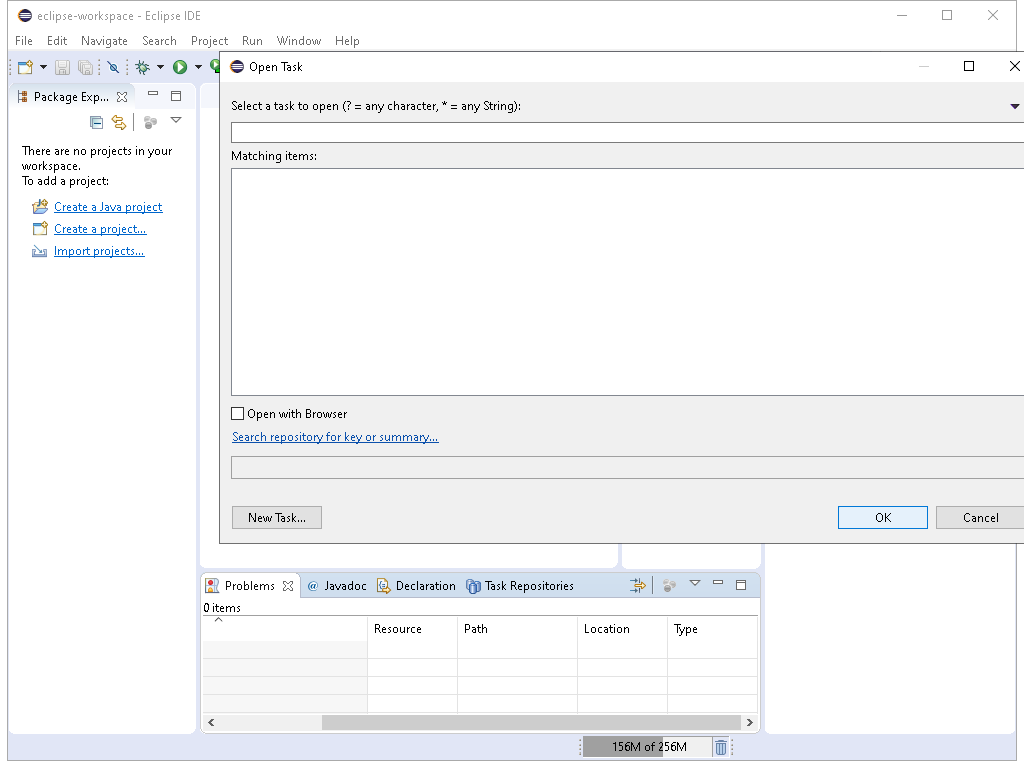 eclipse-workspace - Eclipse IDE
File Edit Navigate Search Project Run Window Help
Open Task
Package Exp...
Select a task to open (? = any character, * = any String):
Matching items:
There are no projects in your
workspace.
To add a project:
Create a Java project
Create a project...
Import projects...
Open with Browser
Search repository for key or summary...
New Task... OK Cancel
Problems @ Javadoc Declaration Task Repositories
0 items
Resource Path Location Type
156M of 256M